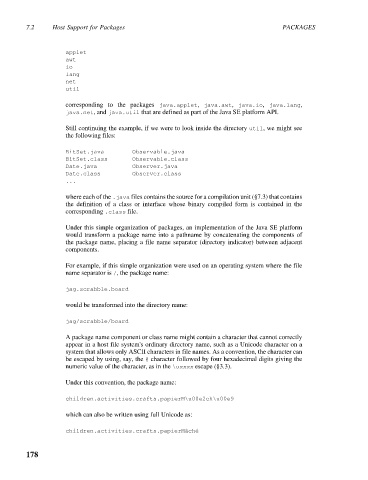 7.2 Host Support for Packages PACKAGES
applet
awt
io
lang
net
util
corresponding to the packages java.applet, java.awt, java.io, java.lang,
java.net, and java.util that are defined as part of the Java SE platform API.
Still continuing the example, if we were to look inside the directory util, we might see
the following files:
BitSet.java Observable.java
BitSet.class Observable.class
Date.java Observer.java
Date.class Observer.class
...
where each of the .java files contains the source for a compilation unit (§7.3) that contains
the definition of a class or interface whose binary compiled form is contained in the
corresponding .class file.
Under this simple organization of packages, an implementation of the Java SE platform
would transform a package name into a pathname by concatenating the components of
the package name, placing a file name separator (directory indicator) between adjacent
components.
For example, if this simple organization were used on an operating system where the file
name separator is /, the package name:
jag.scrabble.board
would be transformed into the directory name:
jag/scrabble/board
A package name component or class name might contain a character that cannot correctly
appear in a host file system's ordinary directory name, such as a Unicode character on a
system that allows only ASCII characters in file names. As a convention, the character can
be escaped by using, say, the @ character followed by four hexadecimal digits giving the
numeric value of the character, as in the \uxxxx escape (§3.3).
Under this convention, the package name:
children.activities.crafts.papierM\u00e2ch\u00e9
which can also be written using full Unicode as:
children.activities.crafts.papierMâché
178